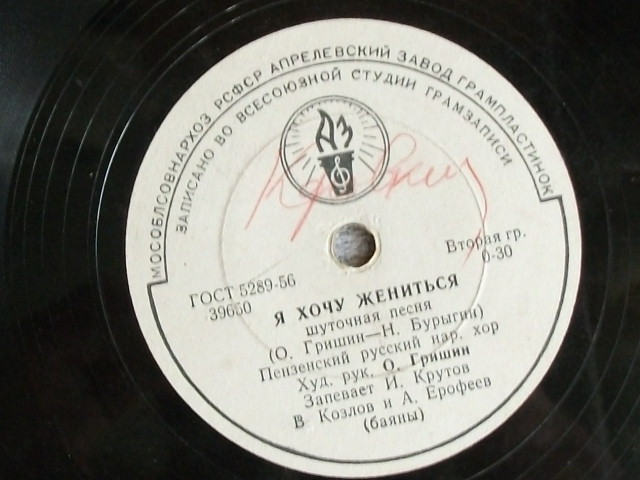 МОСОБЛСОВНАРХОЗ РСФСР АПРЕЛЕВСКИЙ ЗАВОД ГРАМПЛАСТИНОК
ЗАПИСАНО ВО ВСЕСОЮЗНОЙ СТУДИИ ГРАМЗАПИСИ
АЗ
ГОСТ 5289-56
39650
Вторая гр.
0-30
Я ХОЧУ ЖЕНИТЬСЯ
шуточная песня
(О. Гришин—Н. Бурыгин)
Пензенский русский нар. хор
Худ. рук. О. Гришин
Запевает И. Крутов
В Козлов и А. Ерофеев
(баяны)